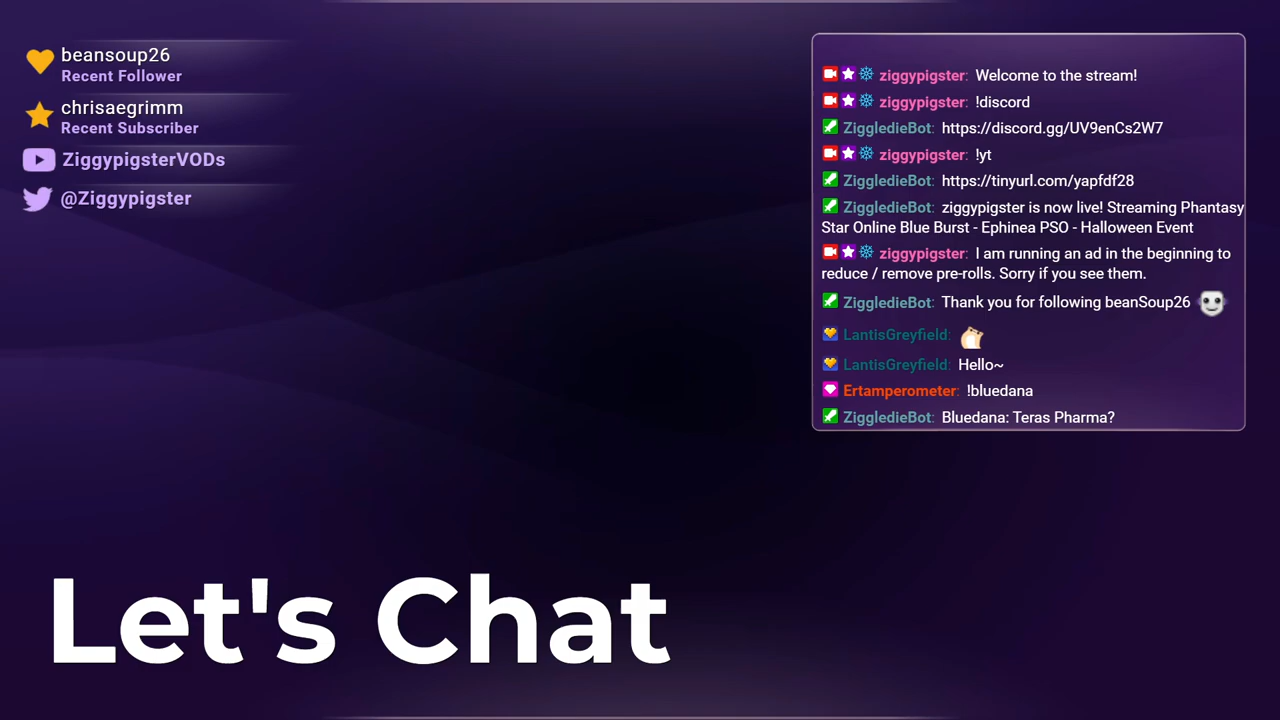 beansoup26
Recent Follower
chrisaegrimm
Recent Subscriber
ZiggypigsterVODs
@Ziggypigster
ziggypigster: Welcome to the stream!
ziggypigster: !discord
ZiggledieBot: https://discord.gg/UV9enCs2W7
ziggypigster: !yt
ZiggledieBot: https://tinyurl.com/yapfdf28
ZiggledieBot: ziggypigster is now live! Streaming Phantasy
Star Online Blue Burst - Ephinea PSO - Halloween Event
ziggypigster: I am running an ad in the beginning to
reduce / remove pre-rolls. Sorry if you see them.
ZiggledieBot: Thank you for following beanSoup26
LantisGreyfield:
LantisGreyfield: Hello~
Ertamperometer: !bluedana
ZiggledieBot: Bluedana: Teras Pharma?
Let's Chat